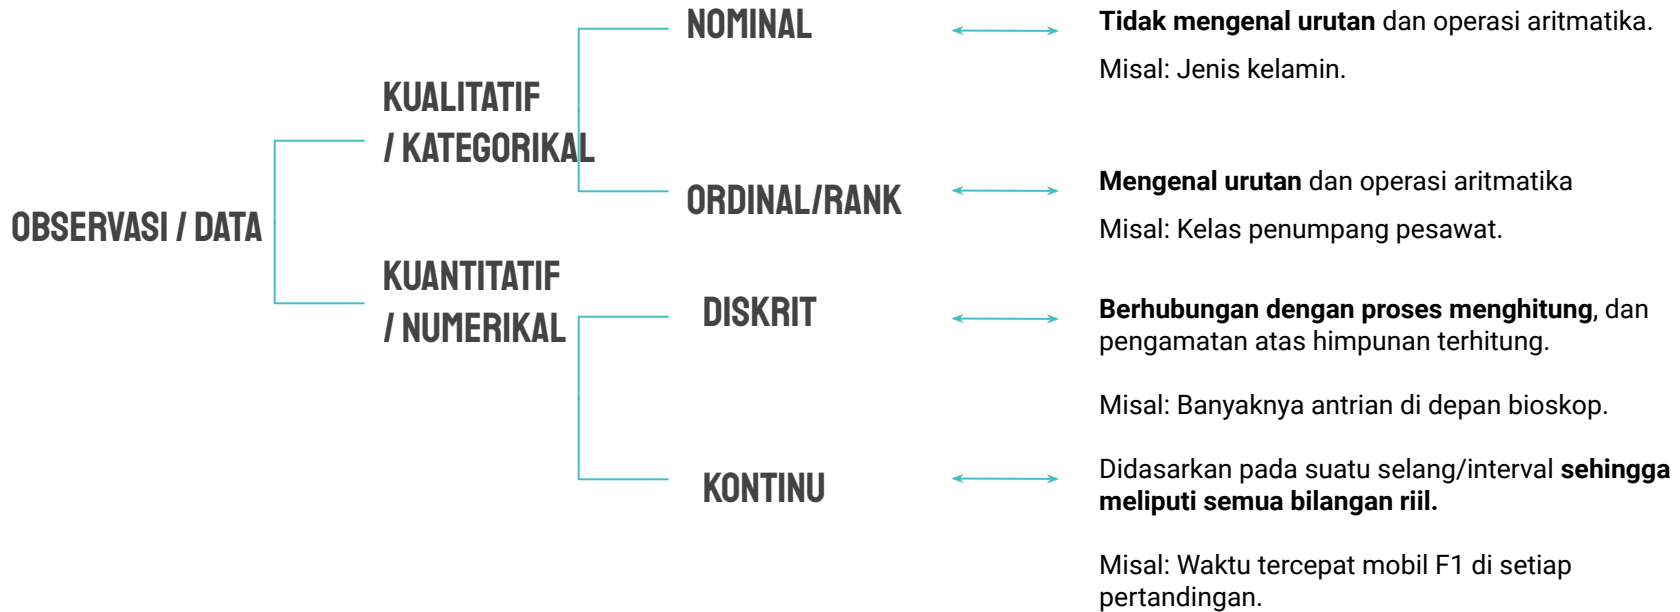 OBSERVASI / DATA
KUALITATIF
/ KATEGORIKAL
KUANTITATIF
/ NUMERIKAL
NOMINAL
Tidak mengenal urutan dan operasi aritmatika.
Misal: Jenis kelamin.
ORDINAL/RANK
Mengenal urutan dan operasi aritmatika
Misal: Kelas penumpang pesawat.
DISKRIT
Berhubungan dengan proses menghitung, dan
pengamatan atas himpunan terhitung.
Misal: Banyaknya antrian di depan bioskop.
KONTINU
Didasarkan pada suatu selang/interval sehingga
meliputi semua bilangan riil.
Misal: Waktu tercepat mobil F1 di setiap
pertandingan.